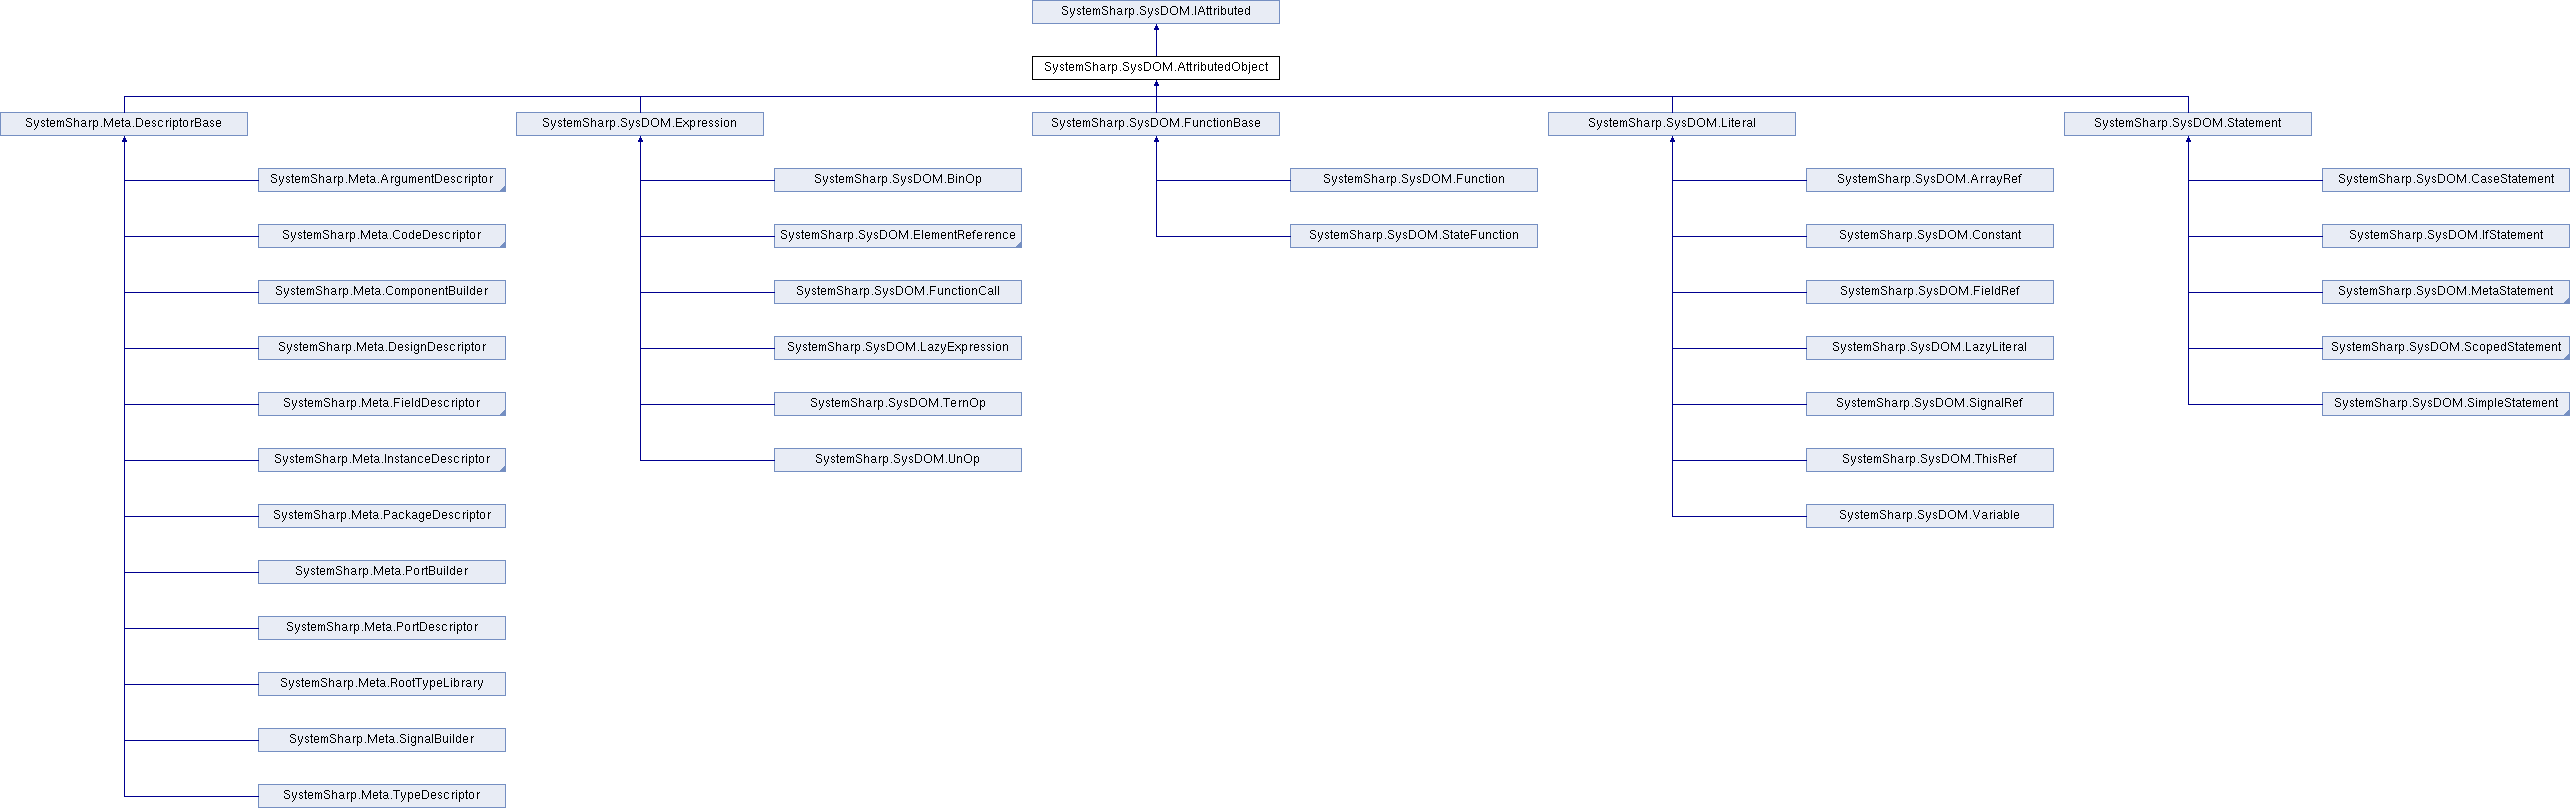 SystemSharp.SysDOM.IAttributed
SystemSharp.SysDOM.AttributedObject
SystemSharp.Meta.DescriptorBase
SystemSharp.SysDOM.Expression
SystemSharp.SysDOM.FunctionBase
SystemSharp.SysDOM.Literal
SystemSharp.SysDOM.Statement
SystemSharp.Meta.ArgumentDescriptor
SystemSharp.SysDOM.BinOp
SystemSharp.SysDOM.Function
SystemSharp.SysDOM.ArrayRef
SystemSharp.SysDOM.CaseStatement
SystemSharp.Meta.CodeDescriptor
SystemSharp.SysDOM.ElementReference
SystemSharp.SysDOM.StateFunction
SystemSharp.SysDOM.Constant
SystemSharp.SysDOM.IfStatement
SystemSharp.Meta.ComponentBuilder
SystemSharp.SysDOM.FunctionCall
SystemSharp.SysDOM.FieldRef
SystemSharp.SysDOM.MetaStatement
SystemSharp.Meta.DesignDescriptor
SystemSharp.SysDOM.LazyExpression
SystemSharp.SysDOM.LazyLiteral
SystemSharp.SysDOM.ScopedStatement
SystemSharp.Meta.FieldDescriptor
SystemSharp.SysDOM.TernOp
SystemSharp.SysDOM.SignalRef
SystemSharp.SysDOM.SimpleStatement
SystemSharp.Meta.InstanceDescriptor
SystemSharp.SysDOM.UnOp
SystemSharp.SysDOM.ThisRef
SystemSharp.Meta.PackageDescriptor
SystemSharp.SysDOM.Variable
SystemSharp.Meta.PortBuilder
SystemSharp.Meta.PortDescriptor
SystemSharp.Meta.RootTypeLibrary
SystemSharp.Meta.SignalBuilder
SystemSharp.Meta.TypeDescriptor